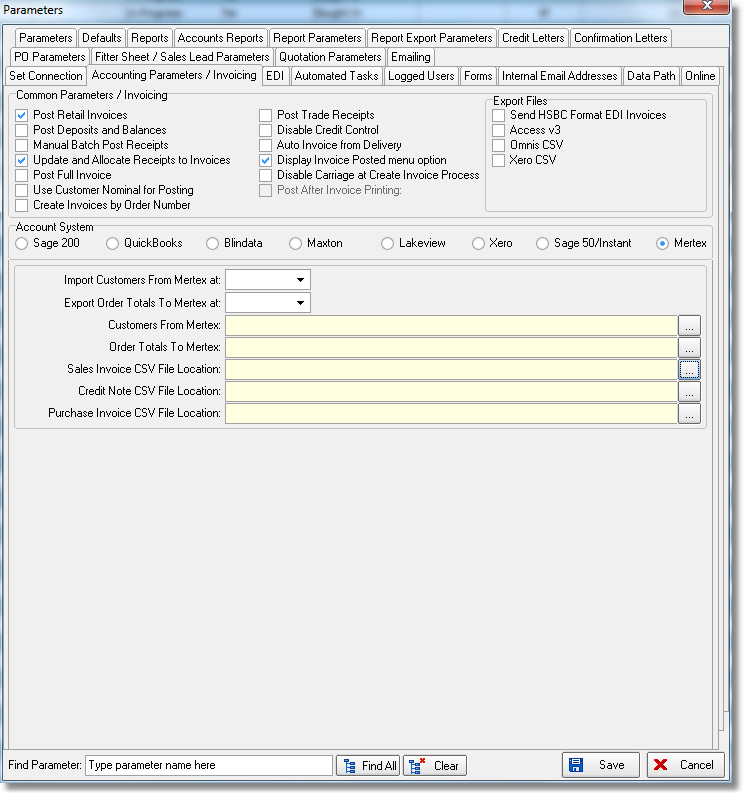 Parameters
Parameters Defaults Reports Accounts Reports Report Parameters Report Export Parameters Credit Letters Confirmation Letters
PO Parameters Fitter Sheet / Sales Lead Parameters Quotation Parameters Emailing
Set Connection Accounting Parameters / Invoicing EDI Automated Tasks Logged Users Forms Internal Email Addresses Data Path Online
Common Parameters / Invoicing
Post Retail Invoices
Post Deposits and Balances
Manual Batch Post Receipts
Update and Allocate Receipts to Invoices
Post Full Invoice
Use Customer Nominal for Posting
Create Invoices by Order Number
Post Trade Receipts
Disable Credit Control
Auto Invoice from Delivery
Display Invoice Posted menu option
Disable Carriage at Create Invoice Process
Post After Invoice Printing:
Export Files
Send HSBC Format EDI Invoices
Access v3
Omnis CSV
Xero CSV
Account System
Sage 200 QuickBooks Blindata Maxton Lakeview Xero Sage 50/Instant Mertex
Import Customers From Mertex at:
Export Order Totals To Mertex at:
Customers From Mertex: ...
Order Totals To Mertex: ...
Sales Invoice CSV File Location: ...
Credit Note CSV File Location: ...
Purchase Invoice CSV File Location: ...
Find Parameter: Type parameter name here Find All Clear Save Cancel